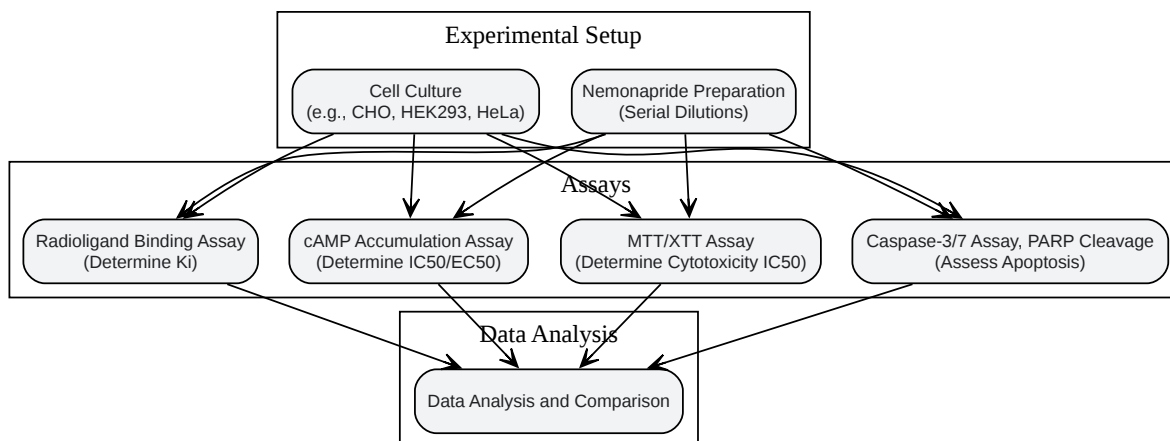 Experimental Setup
Cell Culture
(e.g., CHO, HEK293, HeLa)
Nemonapride Preparation
(Serial Dilutions)
Assays
Radioligand Binding Assay
(Determine Ki)
cAMP Accumulation Assay
(Determine IC50/EC50)
MTT/XTT Assay
(Determine Cytotoxicity IC50)
Caspase-3/7 Assay, PARP Cleavage
(Assess Apoptosis)
Data Analysis
Data Analysis and Comparison